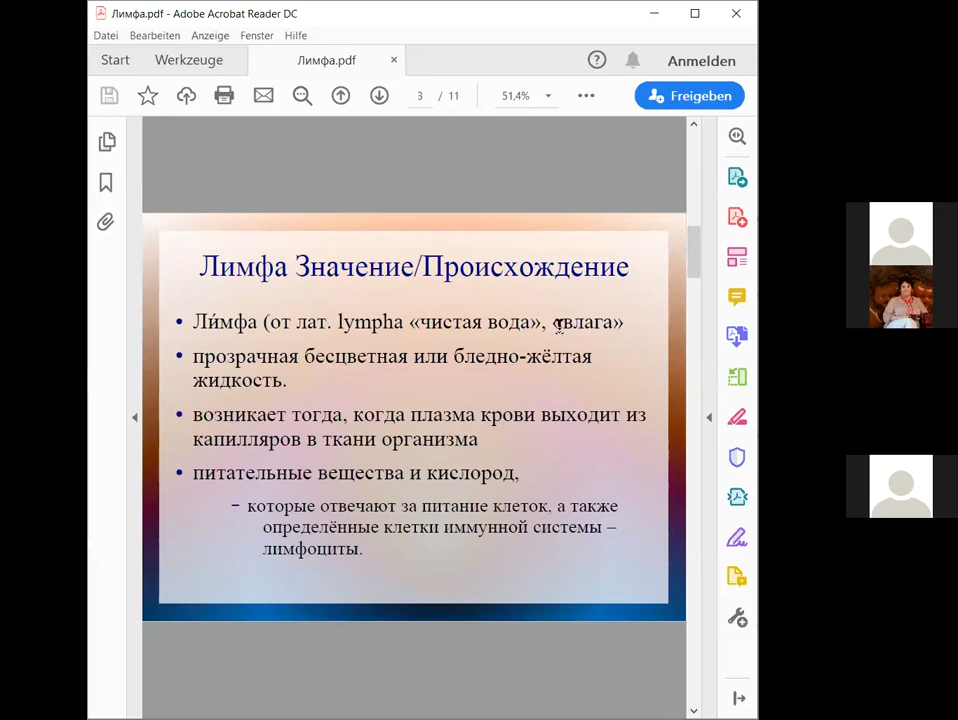 Лимфа.pdf - Adobe Acrobat Reader DC
Datei Bearbeiten Anzeige Fenster Hilfe
Start Werkzeuge Лимфа.pdf × Anmelden
3 / 11 51,4% Freigeben
Лимфа Значение/Происхождение
• Ли́мфа (от лат. lympha «чистая вода», «влага»
• прозрачная бесцветная или бледно-жёлтая
жидкость.
• возникает тогда, когда плазма крови выходит из
капилляров в ткани организма
• питательные вещества и кислород,
– которые отвечают за питание клеток, а также
определённые клетки иммунной системы –
лимфоциты.